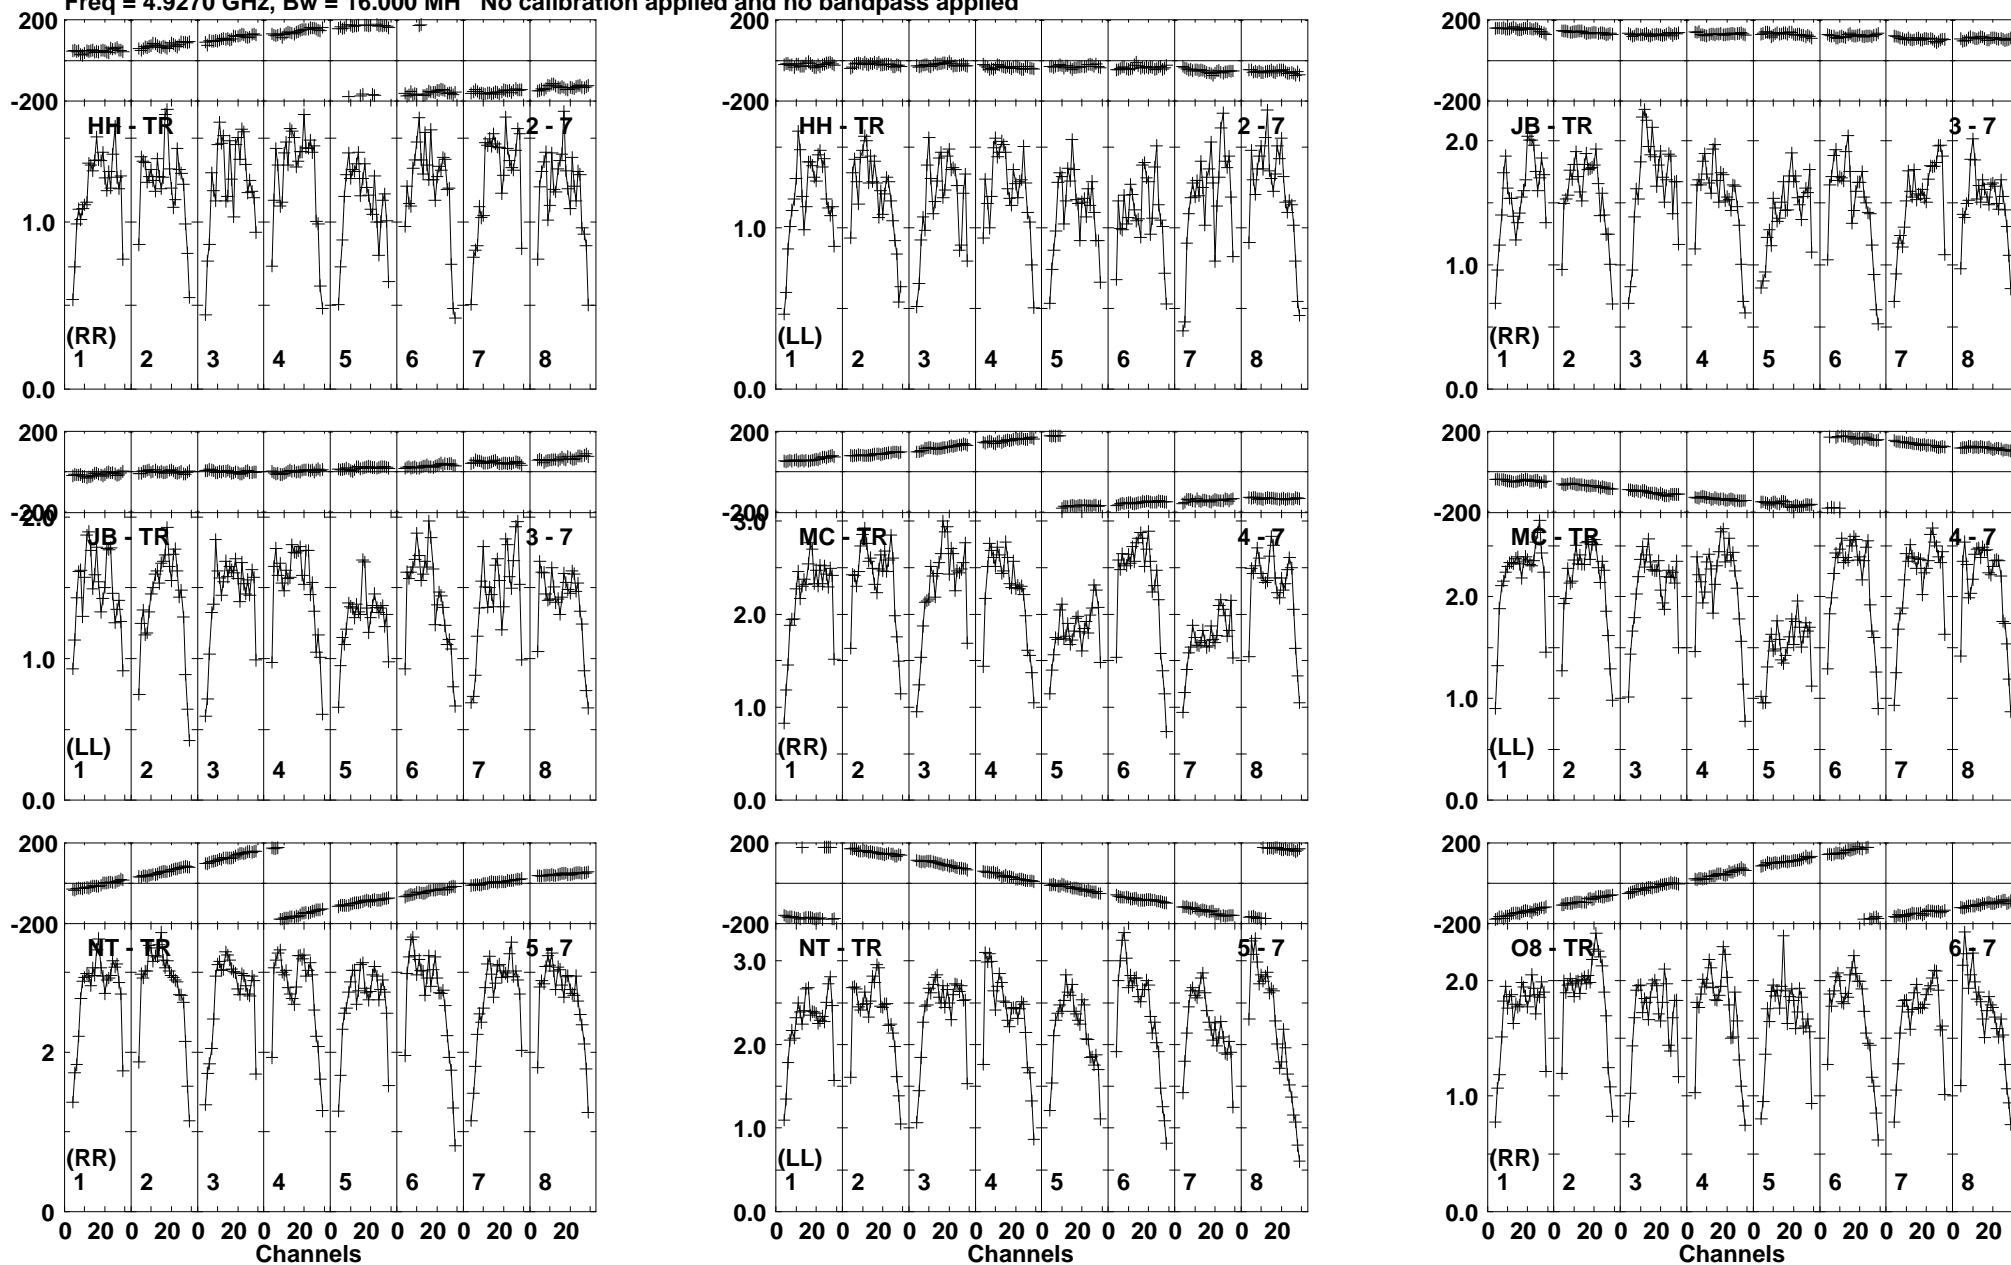 Freq = 4.9270 GHz, Bw = 16.000 MH No calibration applied and no bandpass applied
200 200 200
-200 -200 -200
HH - TR 2 - 7 HH - TR 2 - 7 JB - TR 3 - 7
2.0
1.0 1.0 1.0
(RR) (LL) (RR)
1 2 3 4 5 6 7 8 1 2 3 4 5 6 7 8 1 2 3 4 5 6 7 8
0.0 0.0 0.0
200 200 200
-200 -200 -200
2.0 3.0
JB - TR 3 - 7 MC - TR 4 - 7 MC - TR 4 - 7
2.0 2.0
1.0 1.0 1.0
(LL) (RR) (LL)
1 2 3 4 5 6 7 8 1 2 3 4 5 6 7 8 1 2 3 4 5 6 7 8
0.0 0.0 0.0
200 200 200
-200 -200 -200
NT - TR 5 - 7 NT - TR 5 - 7 O8 - TR 6 - 7
3.0 2.0
2 2.0
1.0 1.0
(RR) (LL) (RR)
1 2 3 4 5 6 7 8 1 2 3 4 5 6 7 8 1 2 3 4 5 6 7 8
0 0.0 0.0
0 20 0 20 0 20 0 20 0 20 0 20 0 20 0 20 0 20 0 20 0 20 0 20 0 20 0 20 0 20 0 20 0 20 0 20 0 20 0 20 0 20 0 20 0 20 0 20
Channels Channels Channels